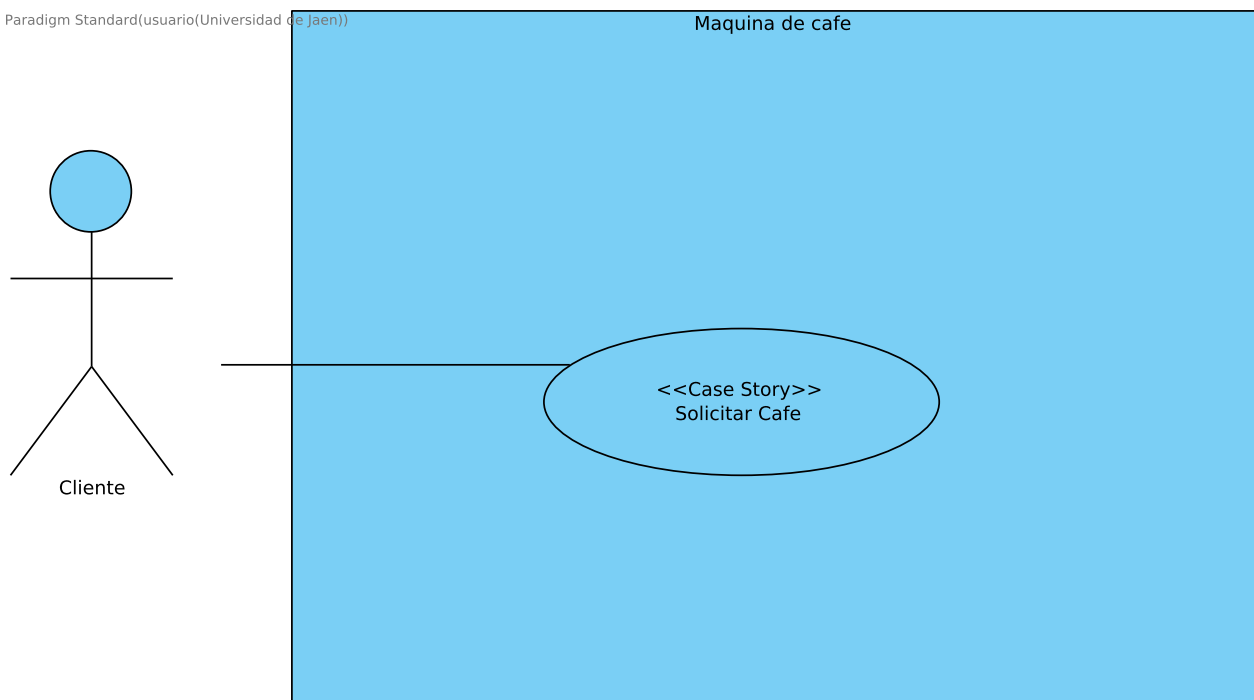 Paradigm Standard(usuario(Universidad de Jaen))
Maquina de cafe
<<Case Story>>
Solicitar Cafe
Cliente